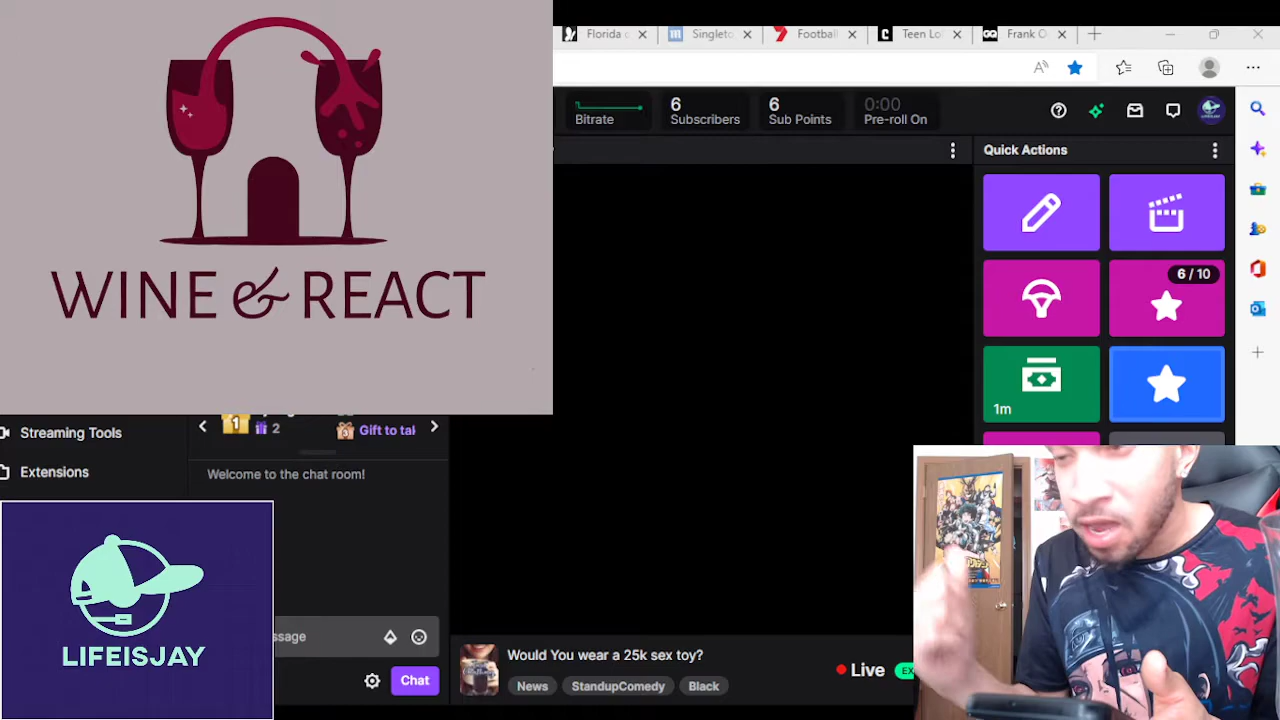 WINE & REACT
Florida o
Singleto
Football
Teen Lo
Frank O
Bitrate
6
Subscribers
6
Sub Points
0:00
Pre-roll On
Quick Actions
6 / 10
1m
Streaming Tools
1
2
Gift to tal
Extensions
Welcome to the chat room!
LIFEISJAY
ssage
Chat
Would You wear a 25k sex toy?
News
StandupComedy
Black
Live
EX